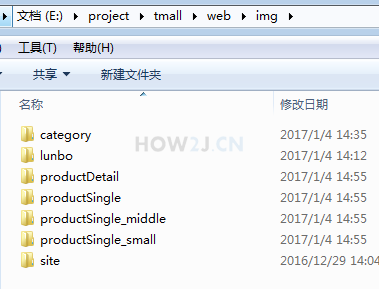 文档 (E:) ▸ project ▸ tmall ▸ web ▸ img ▸
工具(T) 帮助(H)
共享 ▼ 新建文件夹
名称 修改日期
category 2017/1/4 14:35
lunbo 2017/1/4 14:12
productDetail 2017/1/4 14:55
productSingle 2017/1/4 14:55
productSingle_middle 2017/1/4 14:55
productSingle_small 2017/1/4 14:55
site 2016/12/29 14:04
HOW2J.CN